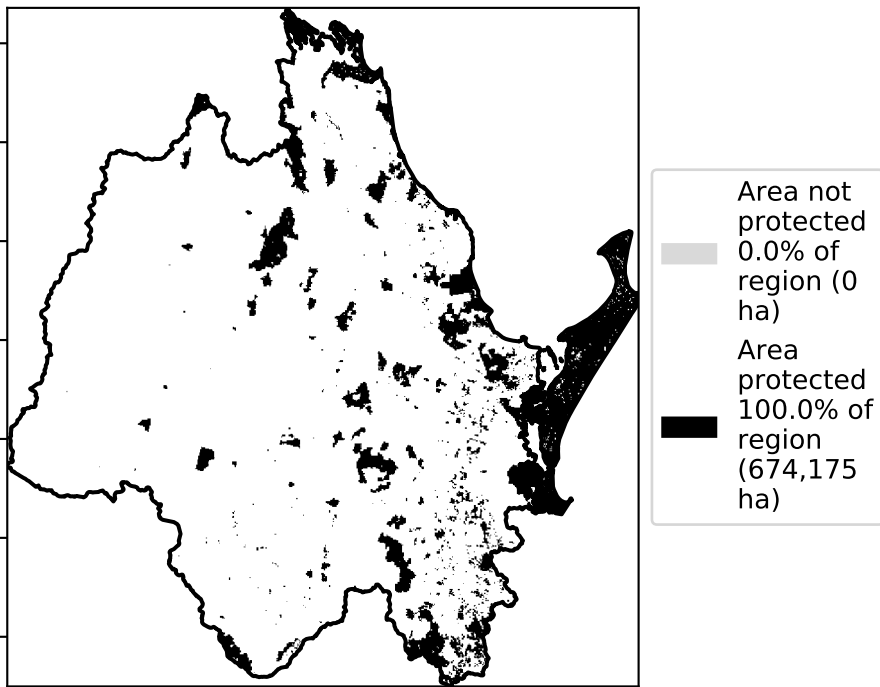 Area not
protected
0.0% of
region (0
ha)
Area
protected
100.0% of
region
(674,175
ha)